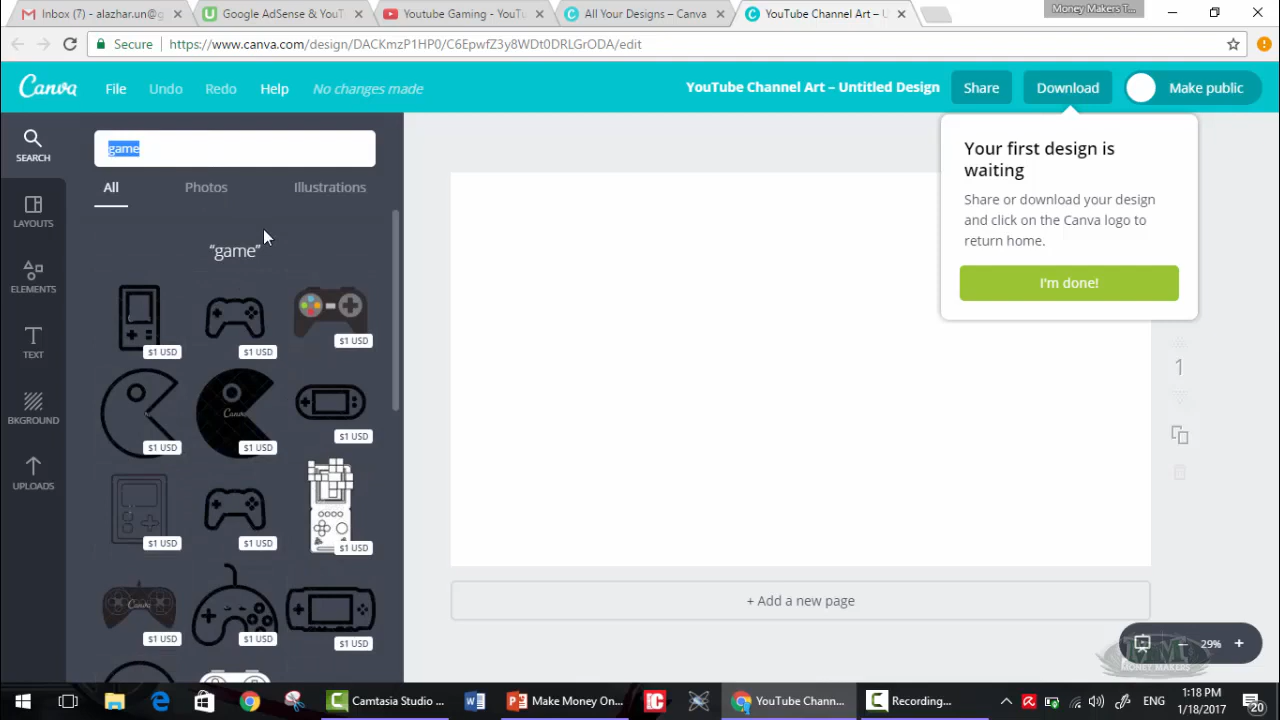 Inbox (7) - alazhar.un@g
Google AdSense & YouTub
Youtube Gaming - YouTu
All Your Designs – Canva
YouTube Channel Art – U
Money Makers T...
Secure
https://www.canva.com/design/DACKmzP1HP0/C6EpwfZ3y8WDt0DRLGrODA/edit
Canva
File
Undo
Redo
Help
No changes made
YouTube Channel Art – Untitled Design
Share
Download
Make public
SEARCH
LAYOUTS
ELEMENTS
TEXT
BKGROUND
UPLOADS
game
All
Photos
Illustrations
“game”
$1 USD
$1 USD
$1 USD
Canva
$1 USD
$1 USD
$1 USD
$1 USD
$1 USD
$1 USD
Canva
$1 USD
$1 USD
$1 USD
Your first design is
waiting
Share or download your design
and click on the Canva logo to
return home.
I'm done!
1
+ Add a new page
29%
MM
MONEY MAKERS
Camtasia Studio ...
Make Money On...
YouTube Chann...
Recording...
ENG
1:18 PM
1/18/2017
20